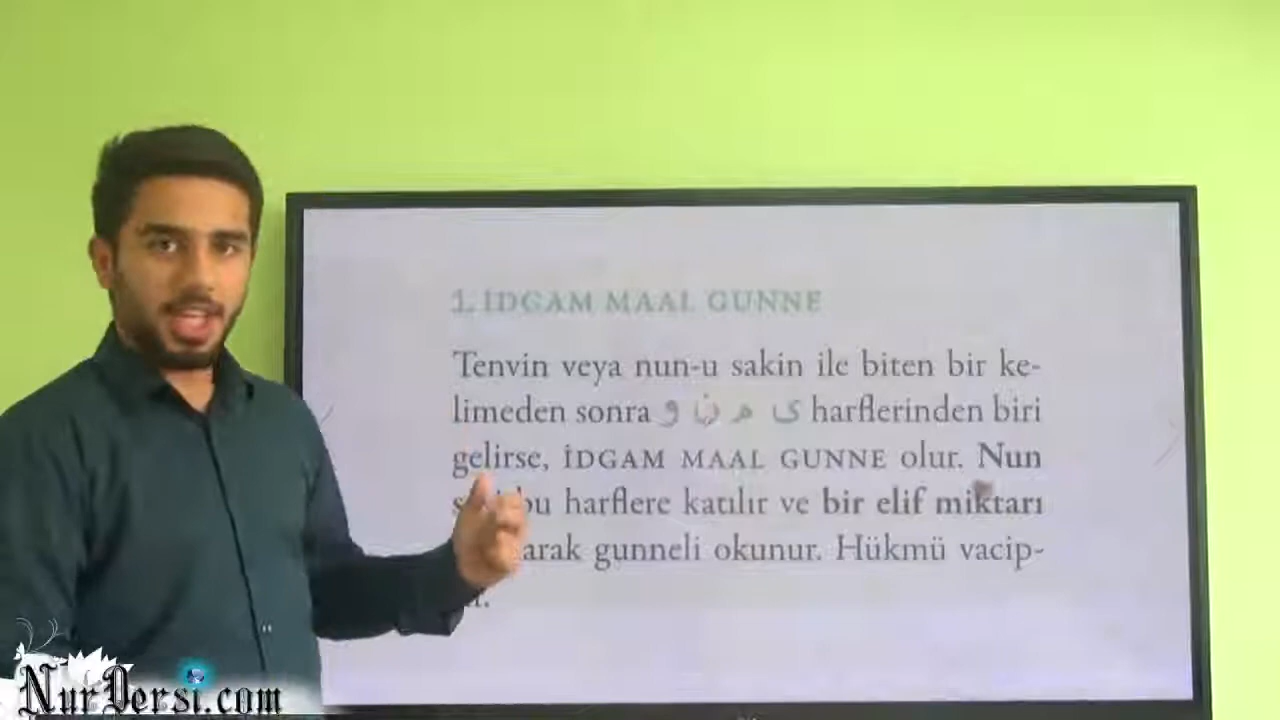 1. İDGAM MAAL GUNNE
Tenvin veya nun-u sakin ile biten bir ke-
limeden sonra ى م ن و harflerinden biri
gelirse, İDGAM MAAL GUNNE olur. Nun
bu harflere katılır ve bir elif miktarı
gunneli okunur. Hükmü vacip-
NurDersi.com